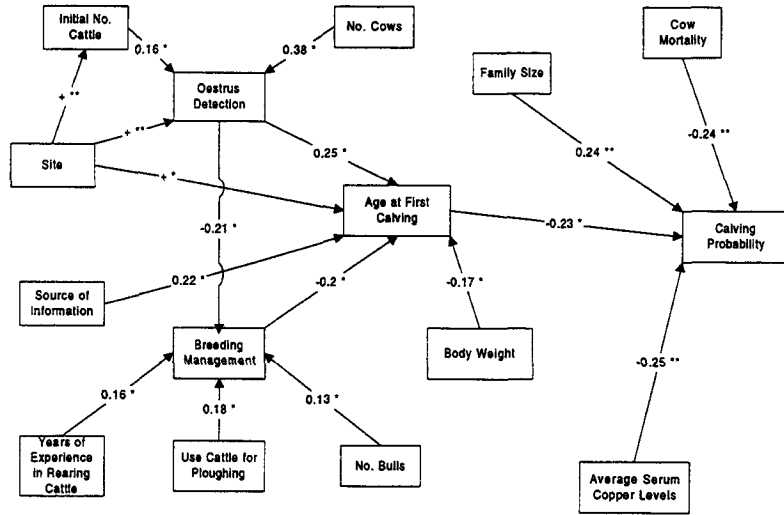 Initial No.
Cattle
No. Cows
Cow
Mortality
0.16 *
0.38 *
Family Size
Oestrus
Detection
+ **
+ **
-0.24 **
Site
0.25 *
0.24 **
+ *
Age at First
Calving
-0.23 *
Calving
Probability
-0.21 *
0.22 *
-0.2 *
-0.17 *
Source of
Information
Breeding
Management
Body Weight
-0.25 **
0.16 *
0.18 *
0.13 *
Years of
Experience
in Rearing
Cattle
Use Cattle for
Ploughing
No. Bulls
Average Serum
Copper Levels